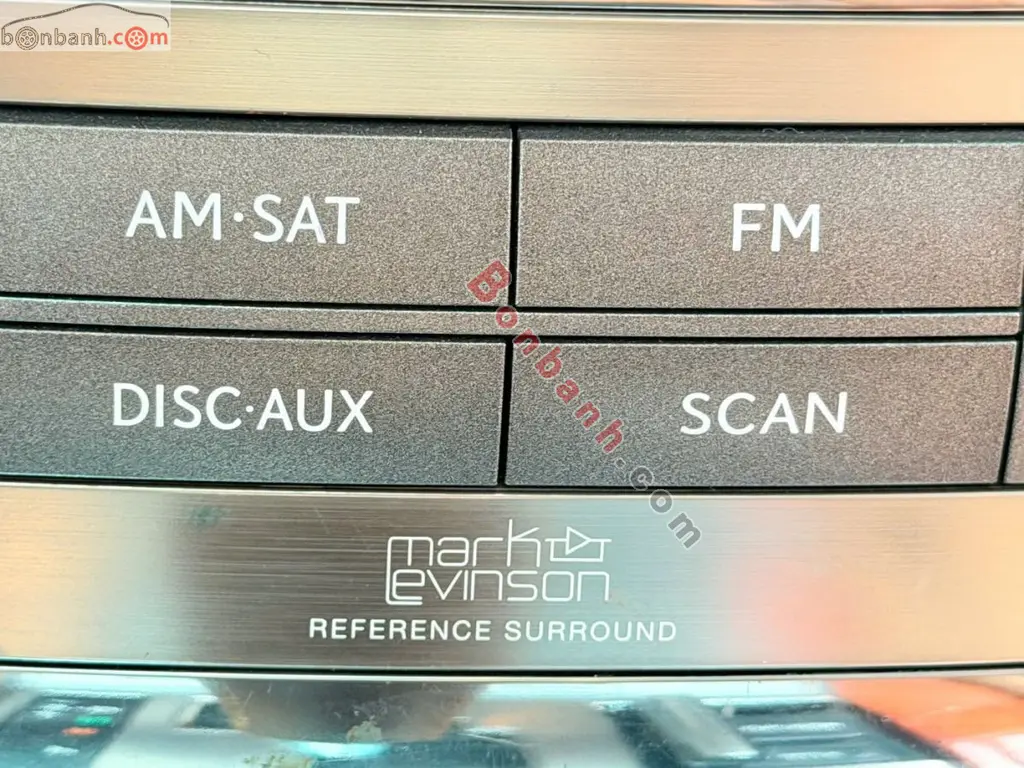 bonbanh.com
AM·SAT
FM
DISC·AUX
SCAN
Bonbanh.com
mark
Levinson
REFERENCE SURROUND